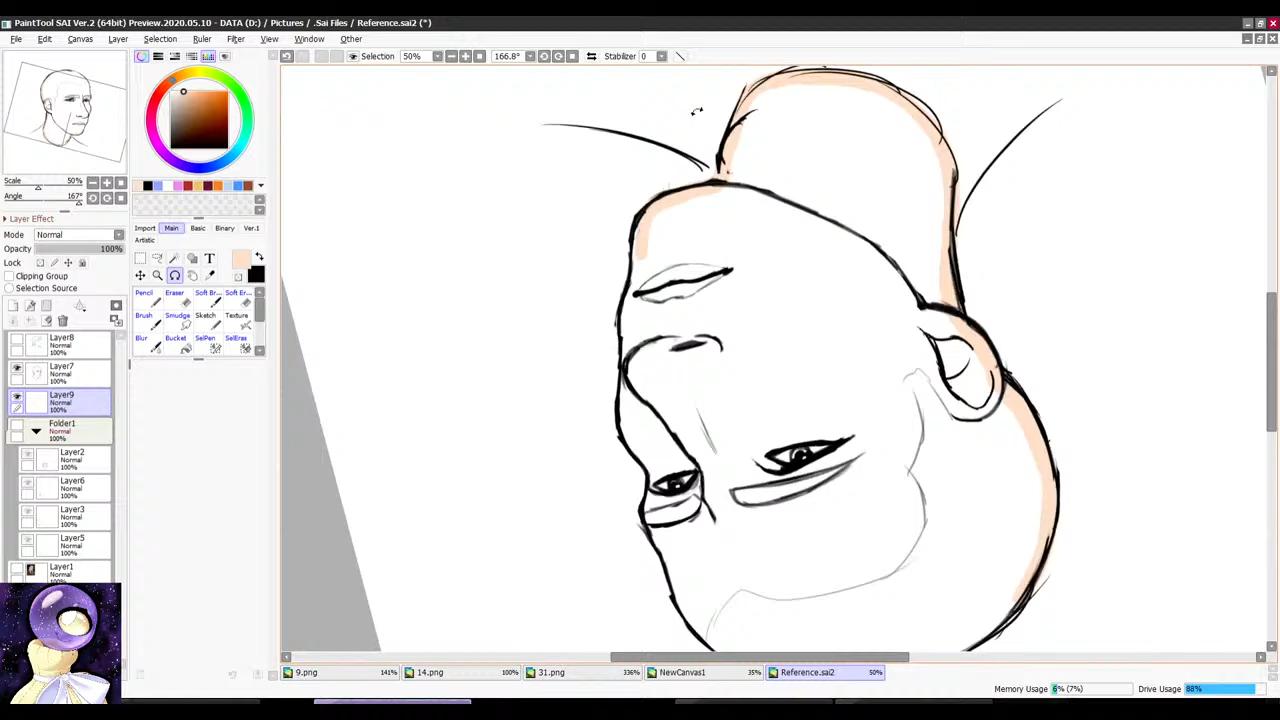 PaintTool SAI Ver.2 (64bit) Preview.2020.05.10 - DATA (D:) / Pictures / .Sai Files / Reference.sai2 (*)
File Edit Canvas Layer Selection Ruler Filter View Window Other
Selection 50% 166.8° Stabilizer 0
Scale 50%
Angle 167°
Layer Effect
Mode Normal
Opacity 100%
Lock
Clipping Group
Selection Source
Import Main Basic Binary Ver.1
Artistic
T
Pencil Eraser Soft Br... Soft Er...
Brush Smudge Sketch Texture
Blur Bucket SelPen SelEras
Layer8
Normal
100%
Layer7
Normal
100%
Layer9
Normal
100%
Folder1
Normal
100%
Layer2
Normal
100%
Layer6
Normal
100%
Layer3
Normal
100%
Layer5
Normal
100%
Layer1
Normal
100%
9.png 141% 14.png 100% 31.png 336% NewCanvas1 35% Reference.sai2 50%
Memory Usage 6% (7%) Drive Usage 88%